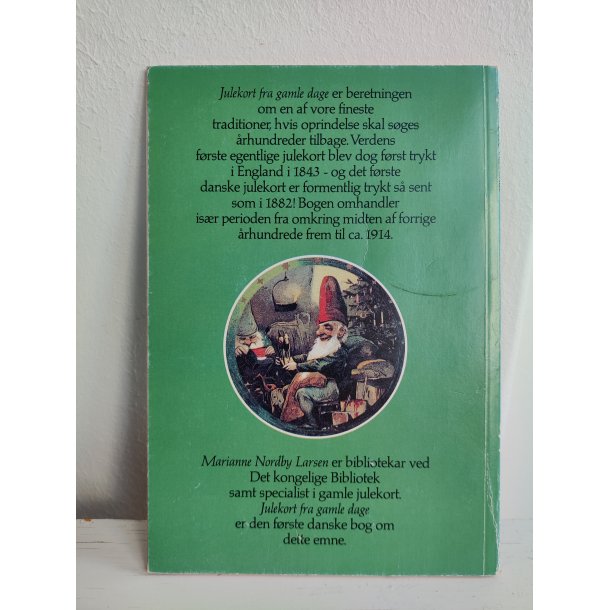 Julekort fra gamle dage er beretningen
om en af vore fineste
traditioner, hvis oprindelse skal søges
århundreder tilbage. Verdens
første egentlige julekort blev dog først trykt
i England i 1843 - og det første
danske julekort er formentlig trykt så sent
som i 1882! Bogen omhandler
især perioden fra omkring midten af forrige
århundrede frem til ca. 1914.
Marianne Nordby Larsen er bibliotekar ved
Det kongelige Bibliotek
samt specialist i gamle julekort.
Julekort fra gamle dage
er den første danske bog om
dette emne.